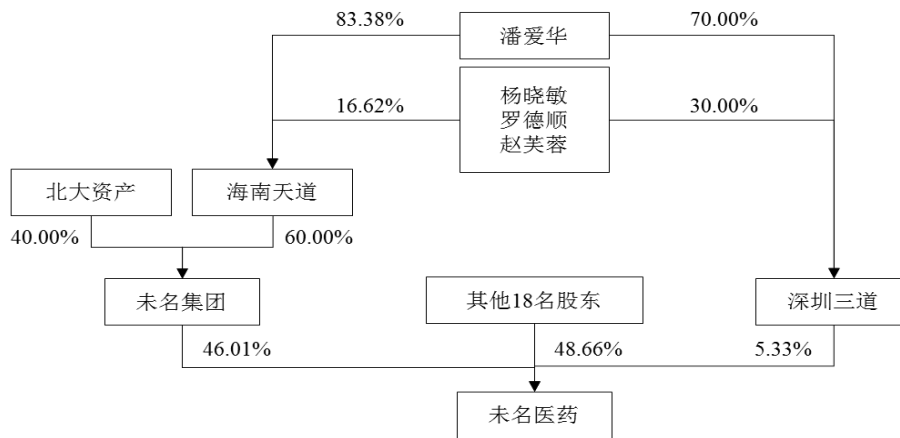 83.38%
潘爱华
70.00%
16.62%
杨晓敏
罗德顺
赵芙蓉
30.00%
北大资产
海南天道
40.00%
60.00%
未名集团
其他18名股东
深圳三道
46.01%
48.66%
5.33%
未名医药